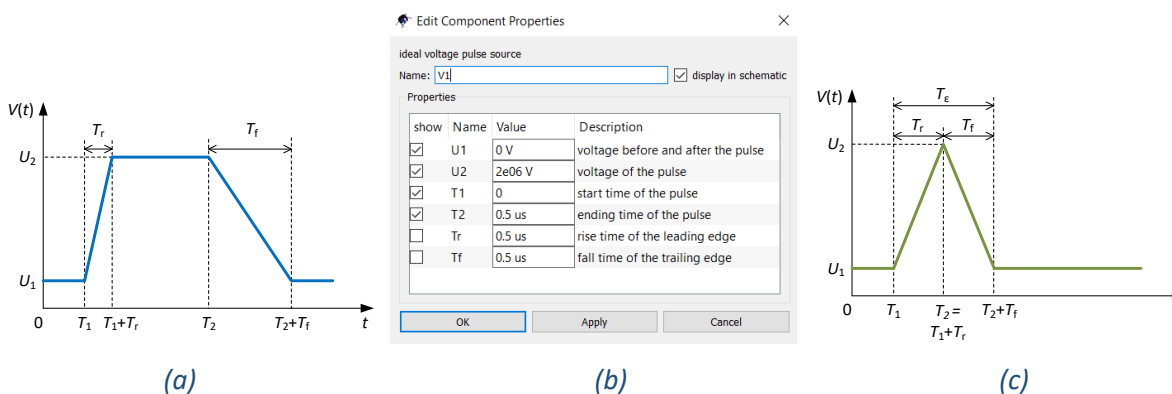 V(t)
Tr
Tf
U2
U1
0
T1
T1+Tr
T2
T2+Tf
t
(a)
Edit Component Properties
ideal voltage pulse source
Name: V1
display in schematic
Properties
show Name Value Description
U1 0 V voltage before and after the pulse
U2 2e06 V voltage of the pulse
T1 0 start time of the pulse
T2 0.5 us ending time of the pulse
Tr 0.5 us rise time of the leading edge
Tf 0.5 us fall time of the trailing edge
OK Apply Cancel
(b)
V(t)
Tε
Tr
Tf
U2
U1
0
T1
T2 =
T1+Tr
T2+Tf
(c)